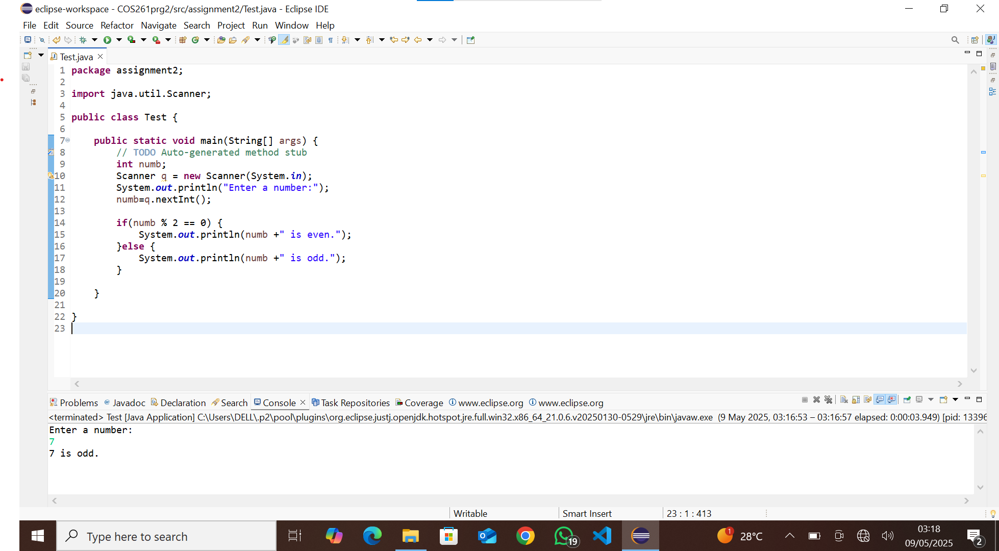 eclipse-workspace - COS261prg2/src/assignment2/Test.java - Eclipse IDE
File Edit Source Refactor Navigate Search Project Run Window Help
Test.java
1 package assignment2;
2
3 import java.util.Scanner;
4
5 public class Test {
6
7 public static void main(String[] args) {
8 // TODO Auto-generated method stub
9 int numb;
10 Scanner q = new Scanner(System.in);
11 System.out.println("Enter a number:");
12 numb=q.nextInt();
13
14 if(numb % 2 == 0) {
15 System.out.println(numb +" is even.");
16 }else {
17 System.out.println(numb +" is odd.");
18 }
19
20 }
21
22 }
23
Problems Javadoc Declaration Search Console Task Repositories Coverage www.eclipse.org www.eclipse.org
<terminated> Test [Java Application] C:\Users\DELL\.p2\pool\plugins\org.eclipse.justj.openjdk.hotspot.jre.full.win32.x86_64_21.0.6.v20250130-0529\jre\bin\javaw.exe (9 May 2025, 03:16:53 – 03:16:57 elapsed: 0:00:03.949) [pid: 13396
Enter a number:
7
7 is odd.
Writable Smart Insert 23 : 1 : 413
Type here to search 19 1 28°C 03:18 2
09/05/2025